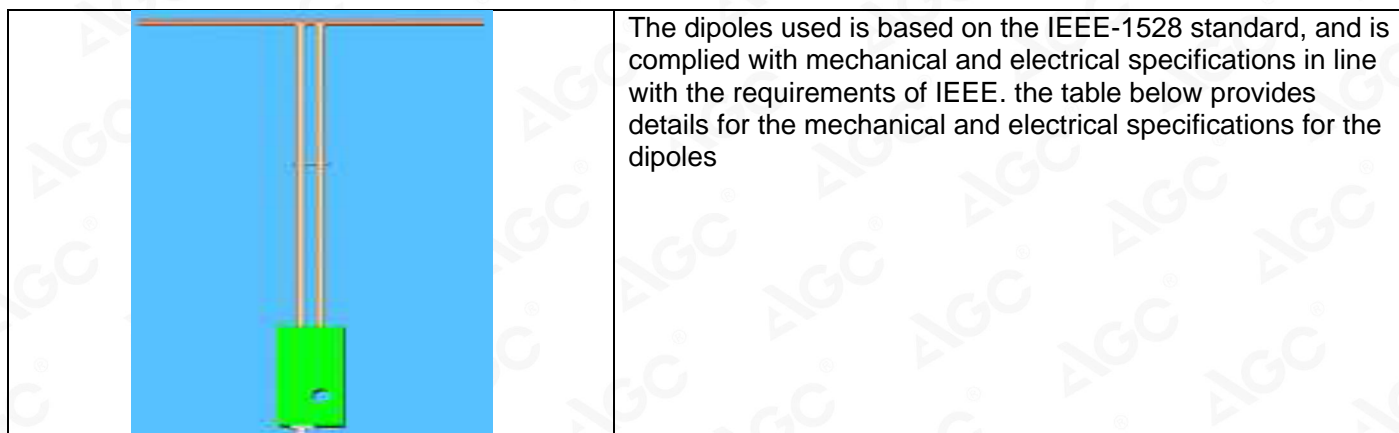 The dipoles used is based on the IEEE-1528 standard, and is
complied with mechanical and electrical specifications in line
with the requirements of IEEE. the table below provides
details for the mechanical and electrical specifications for the
dipoles